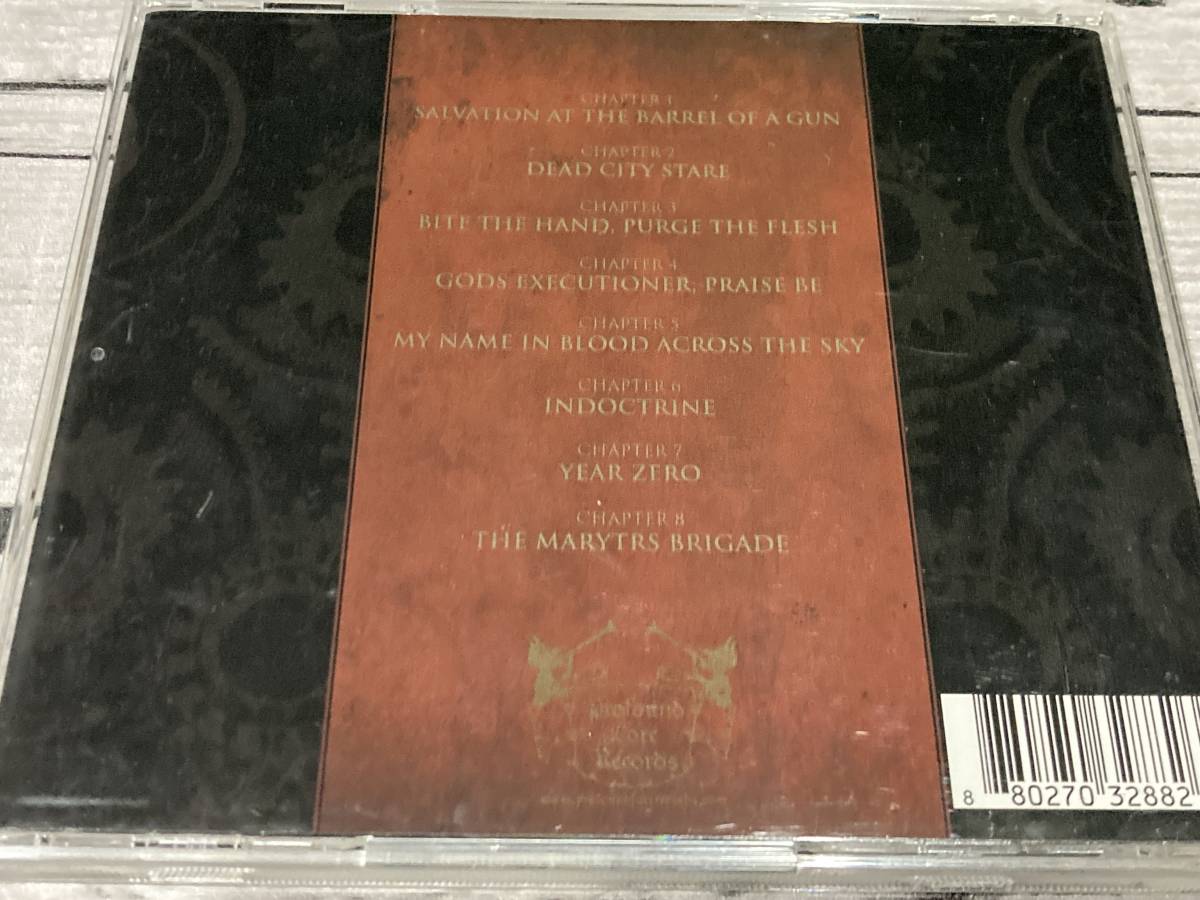 CHAPTER 1
SALVATION AT THE BARREL OF A GUN
CHAPTER 2
DEAD CITY STARE
CHAPTER 3
BITE THE HAND, PURGE THE FLESH
CHAPTER 4
GODS EXECUTIONER, PRAISE BE
CHAPTER 5
MY NAME IN BLOOD ACROSS THE SKY
CHAPTER 6
INDOCTRINE
CHAPTER 7
YEAR ZERO
CHAPTER 8
THE MARYTRS BRIGADE
Profound
Lore
Records
8 80270 32882